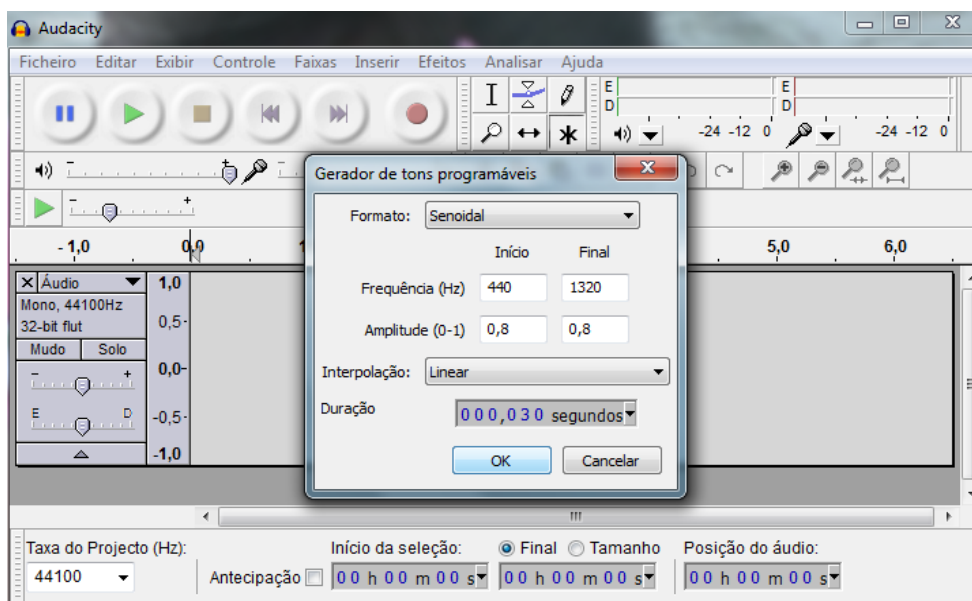 Audacity
Ficheiro Editar Exibir Controle Faixas Inserir Efeitos Analisar Ajuda
E
D
-24 -12 0
E
D
-24 -12 0
- 1,0 0,0 1 5,0 6,0
Áudio
Mono, 44100Hz
32-bit flut
Mudo Solo
- +
E D
1,0
0,5-
0,0-
-0,5-
-1,0
Gerador de tons programáveis
Formato: Senoidal
Início Final
Frequência (Hz) 440 1320
Amplitude (0-1) 0,8 0,8
Interpolação: Linear
Duração 000,030 segundos
OK Cancelar
Taxa do Projecto (Hz): Início da seleção: Final Tamanho Posição do áudio:
44100 Antecipação 00 h 00 m 00 s 00 h 00 m 00 s 00 h 00 m 00 s